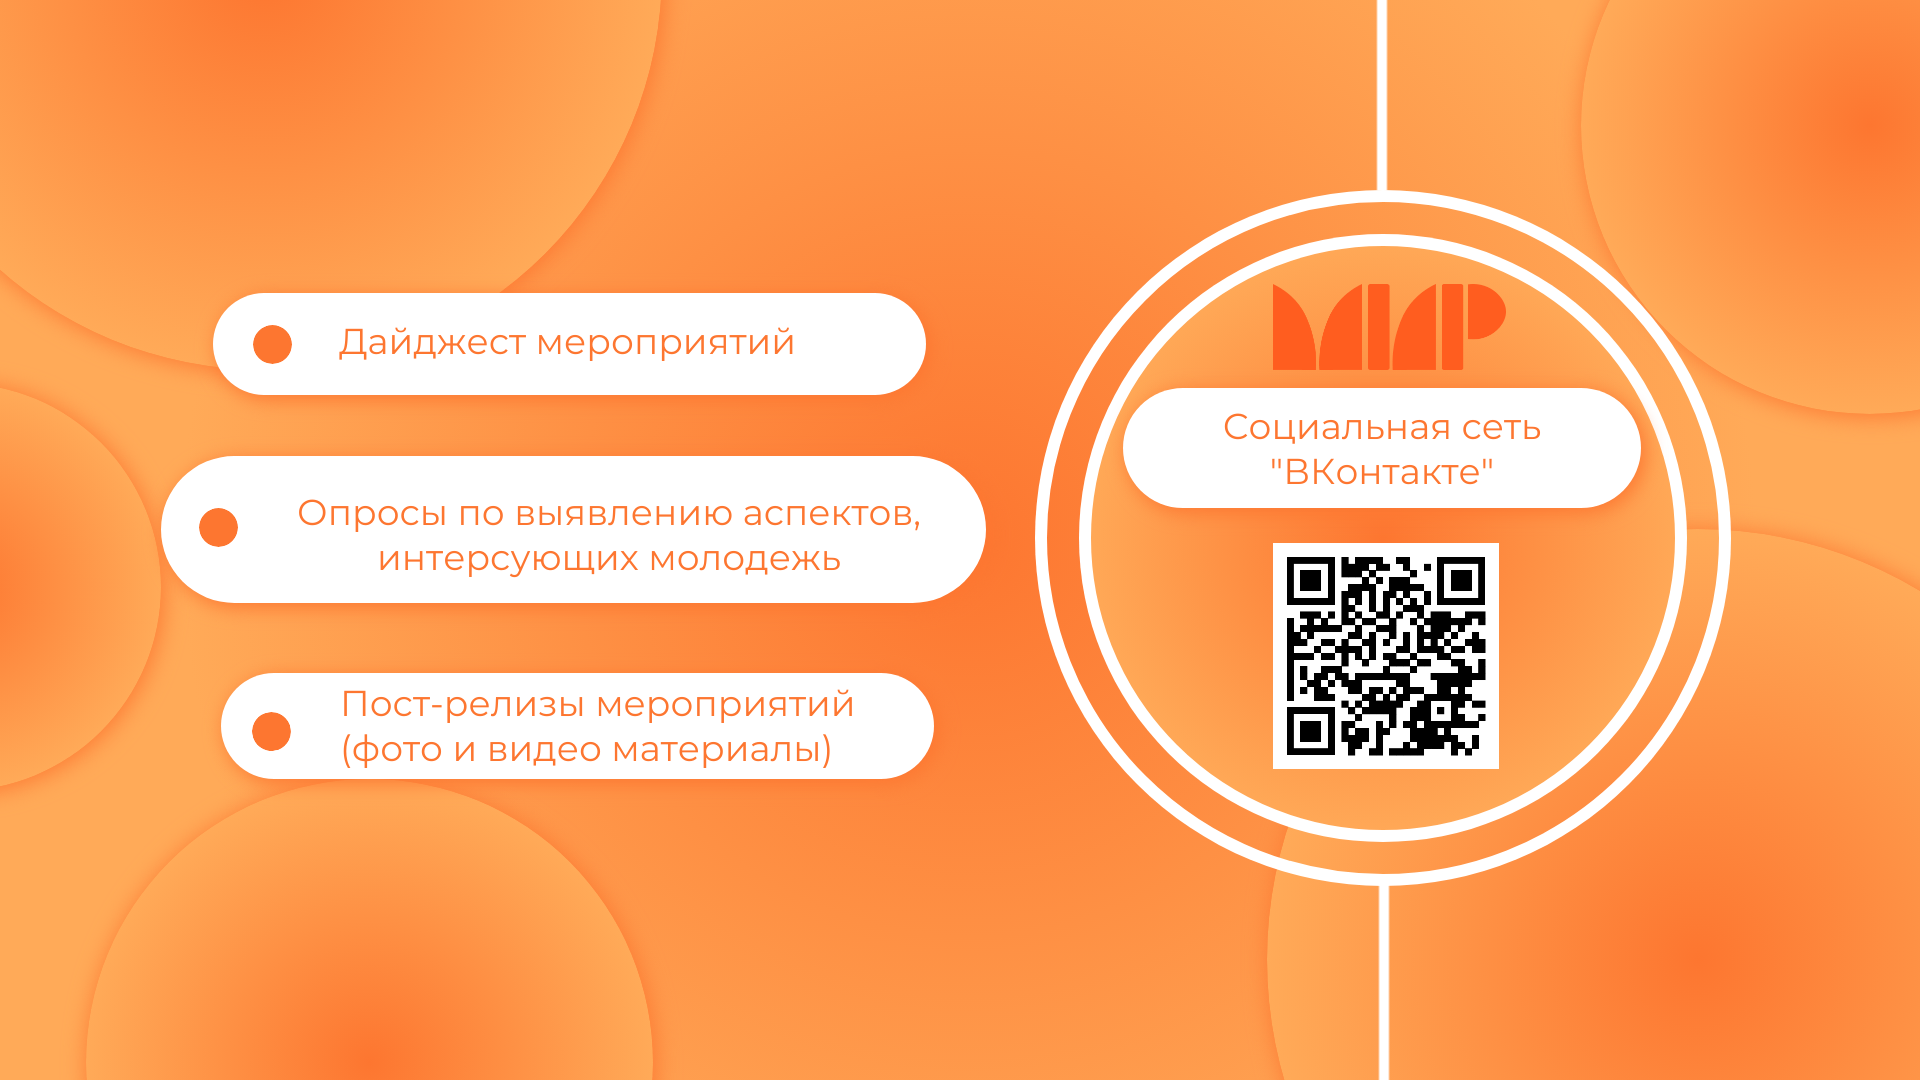 Дайджест мероприятий
Опросы по выявлению аспектов,
интерсующих молодежь
Пост-релизы мероприятий
(фото и видео материалы)
МИР
Социальная сеть
"ВКонтакте"